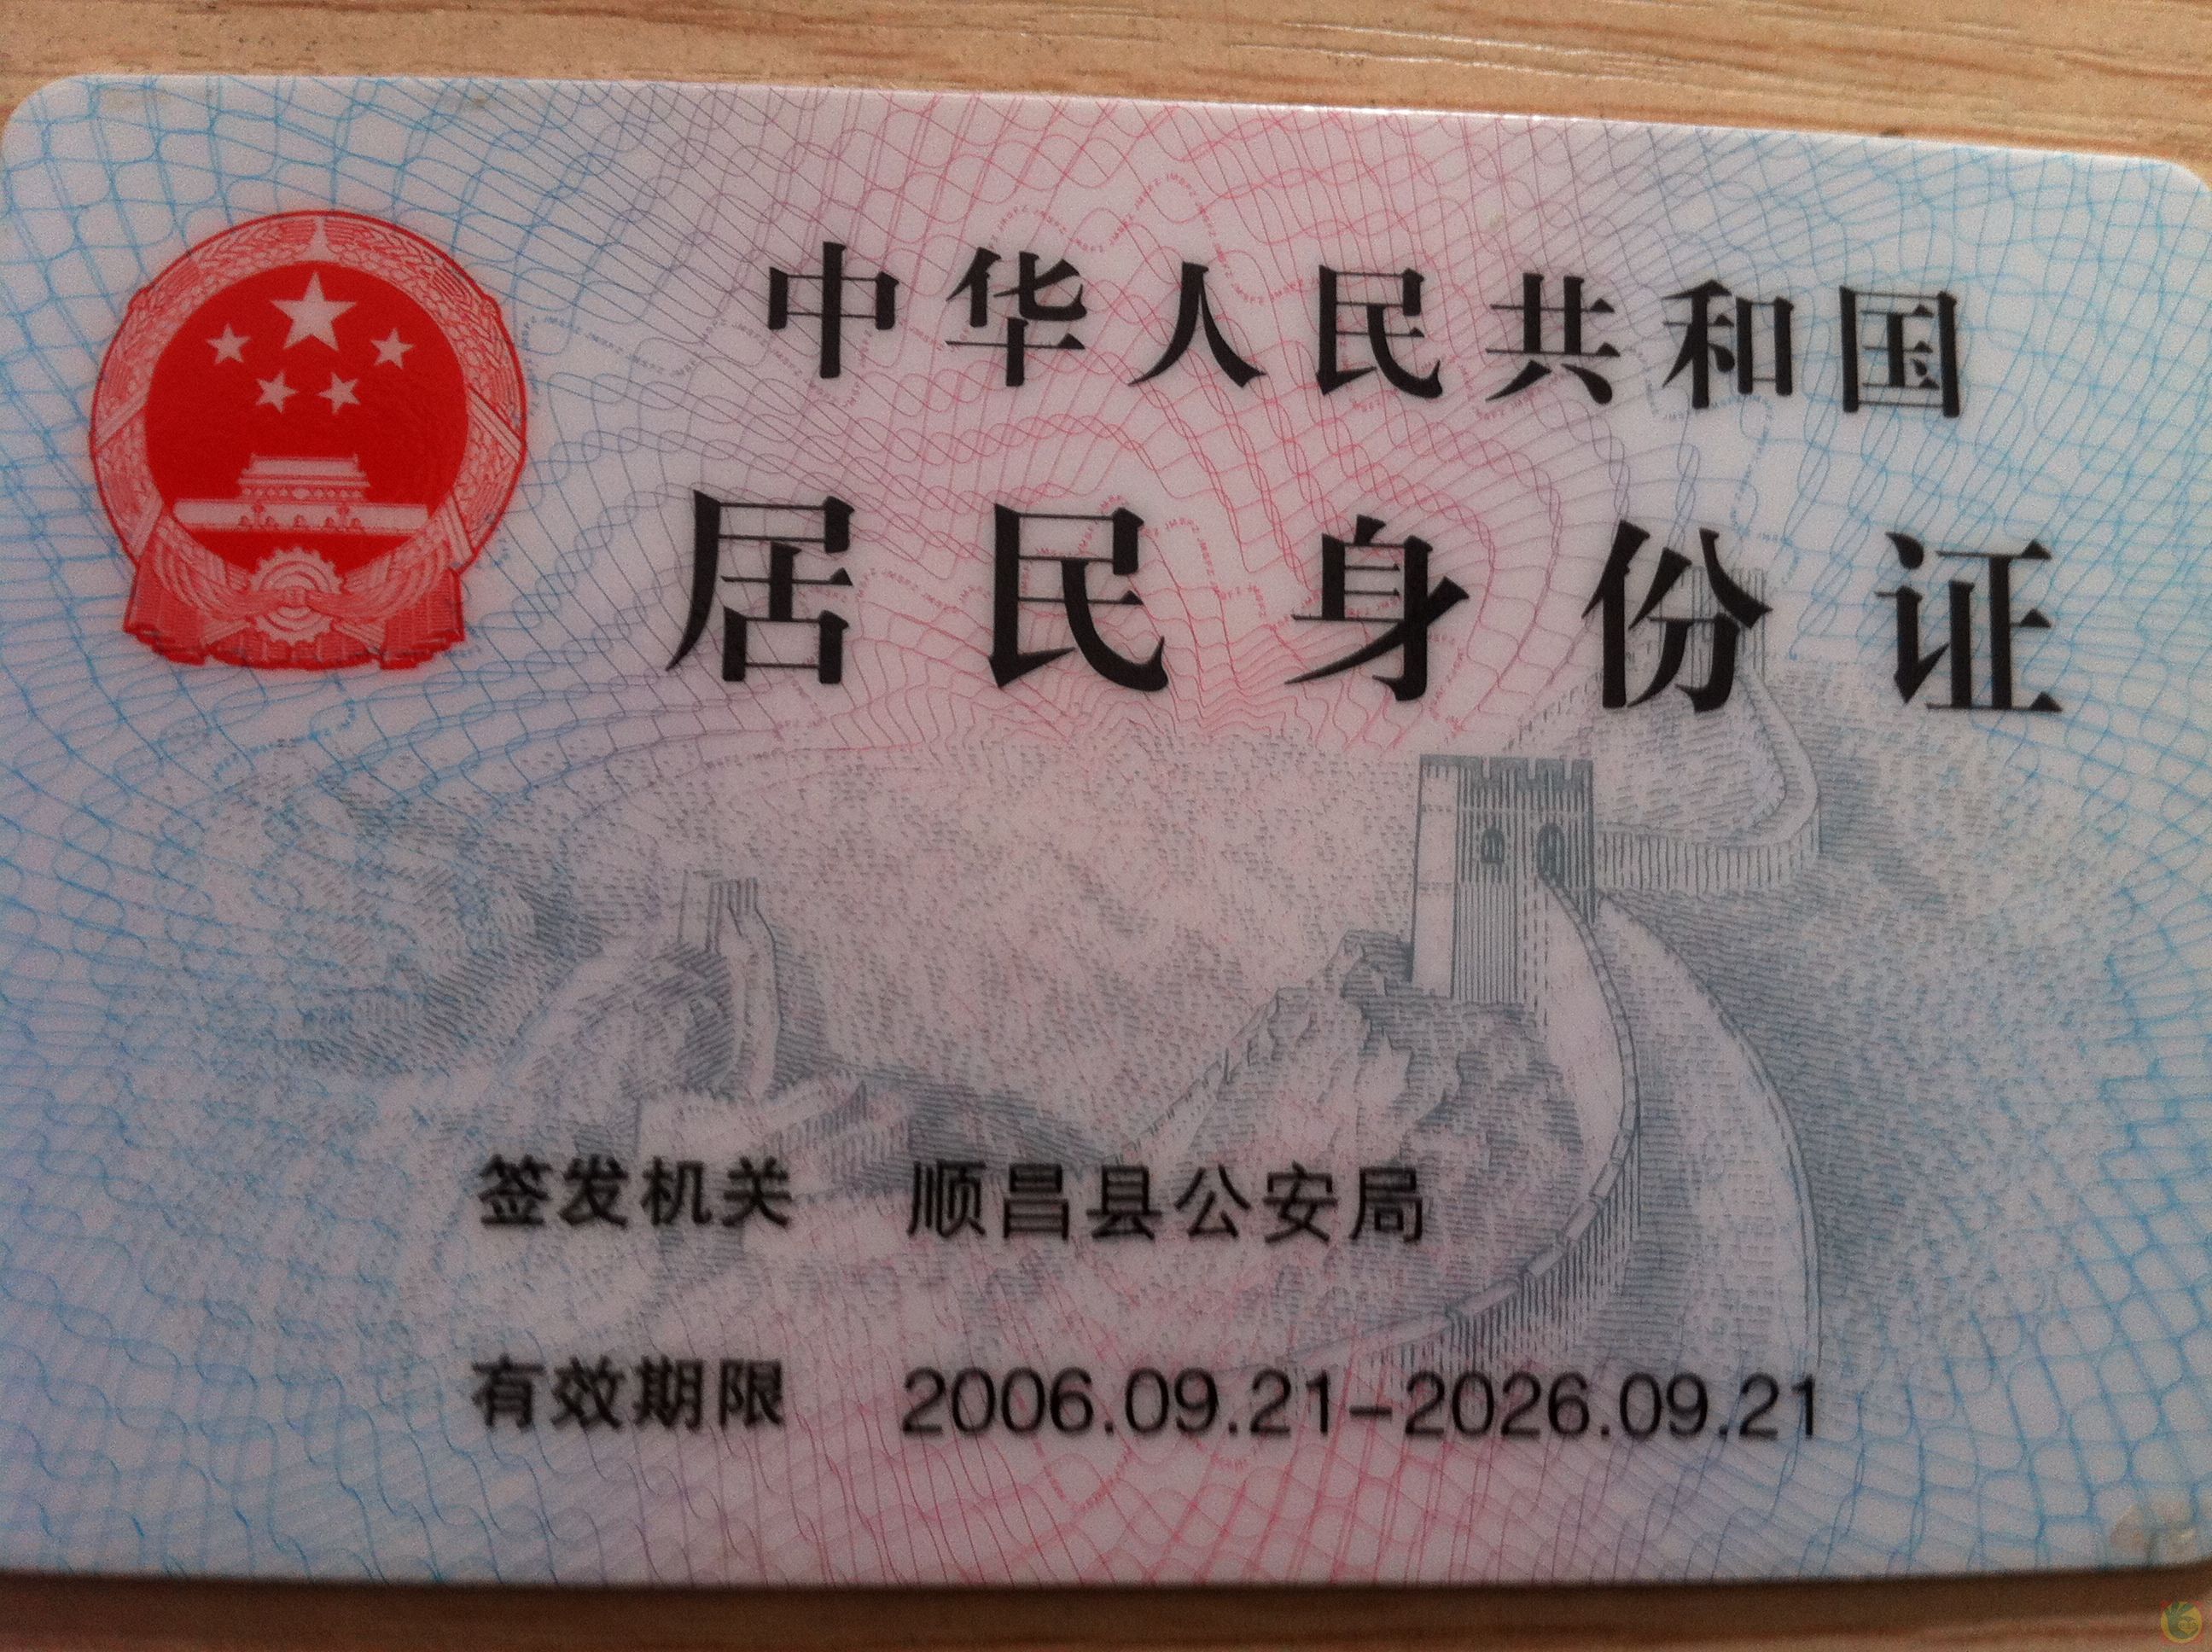 中华人民共和国
居民身份证
签发机关 顺昌县公安局
有效期限 2006.09.21-2026.09.21